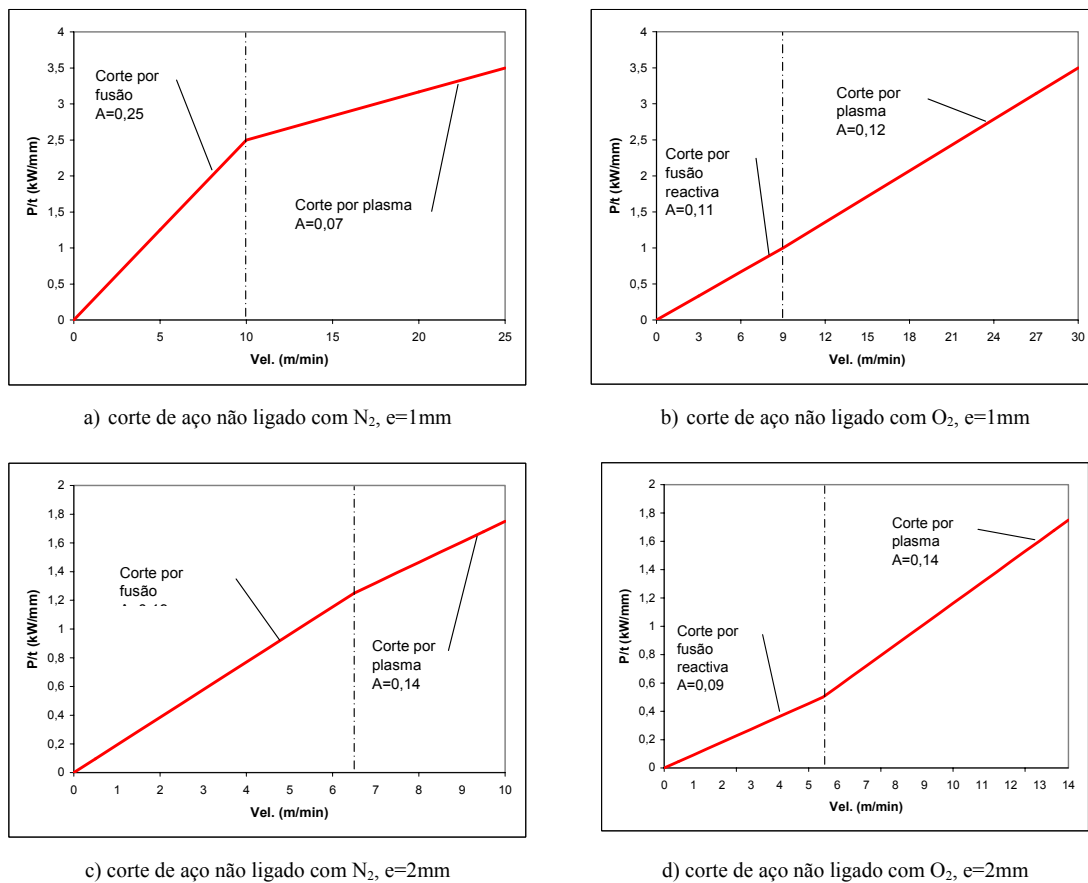 4
3,5
3
2,5
2
1,5
1
0,5
0
P/t (kW/mm)
Corte por
fusão
A=0,25
Corte por plasma
A=0,07
0 5 10 15 20 25
Vel. (m/min)
a) corte de aço não ligado com N₂, e=1mm
4
3,5
3
2,5
2
1,5
1
0,5
0
P/t (kW/mm)
Corte por
plasma
A=0,12
Corte por
fusão
reactiva
A=0,11
0 3 6 9 12 15 18 21 24 27 30
Vel. (m/min)
b) corte de aço não ligado com O₂, e=1mm
2
1,8
1,6
1,4
1,2
1
0,8
0,6
0,4
0,2
0
P/t (kW/mm)
Corte por
fusão
Corte por
plasma
A=0,14
0 1 2 3 4 5 6 7 8 9 10
Vel. (m/min)
c) corte de aço não ligado com N₂, e=2mm
2
1,8
1,6
1,4
1,2
1
0,8
0,6
0,4
0,2
0
P/t (kW/mm)
Corte por
plasma
A=0,14
Corte por
fusão
reactiva
A=0,09
0 1 2 3 4 5 6 7 8 9 10 11 12 13 14
Vel. (m/min)
d) corte de aço não ligado com O₂, e=2mm